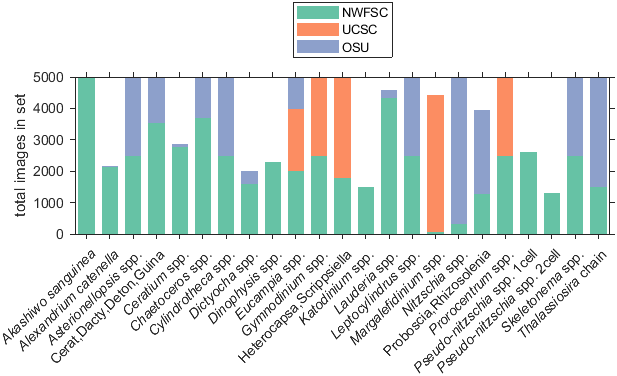 NWFSC
UCSC
OSU
total images in set
5000
4000
3000
2000
1000
0
Akashiwo sanguinea
Alexandrium catenella
Asterionellopsis spp.
Cerat,Dacty,Deton,Guina
Ceratium spp.
Chaetoceros spp.
Cylindrotheca spp.
Dictyocha spp.
Dinophysis spp.
Eucampia spp.
Gymnodinium spp.
Heterocapsa,Scrippsiella
Katodinium spp.
Lauderia spp.
Leptocylindrus spp.
Margalefidinium spp.
Nitzschia spp.
Proboscia,Rhizosolenia
Prorocentrum spp.
Pseudo-nitzschia spp. 1cell
Pseudo-nitzschia spp. 2cell
Skeletonema spp.
Thalassiosira chain